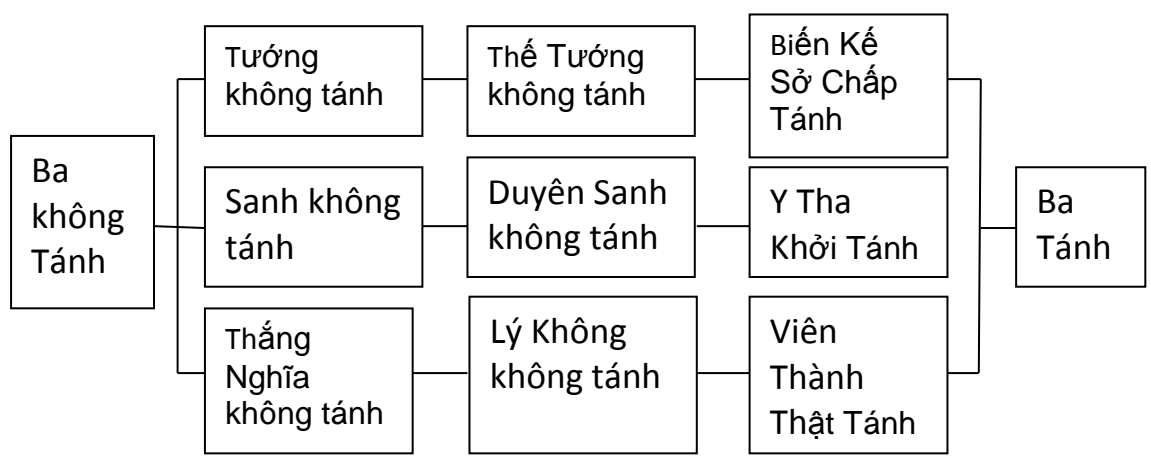 Ba
không
Tánh
Tướng
không tánh
Thế Tướng
không tánh
Biến Kế
Sở Chấp
Tánh
Sanh không
tánh
Duyên Sanh
không tánh
Y Tha
Khởi Tánh
Thắng
Nghĩa
không tánh
Lý Không
không tánh
Viên
Thành
Thật Tánh
Ba
Tánh